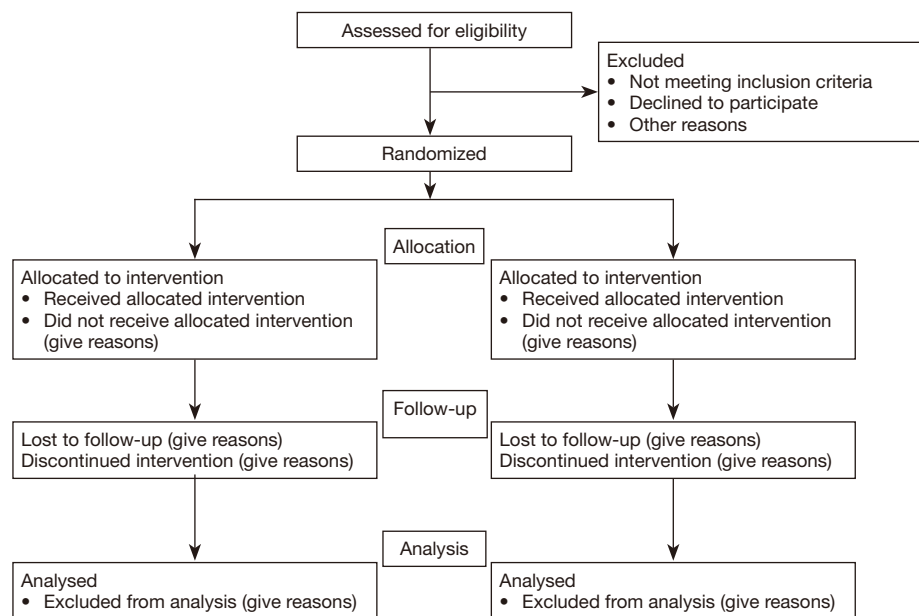 Assessed for eligibility
Excluded
• Not meeting inclusion criteria
• Declined to participate
• Other reasons
Randomized
Allocation
Allocated to intervention
• Received allocated intervention
• Did not receive allocated intervention
(give reasons)
Allocated to intervention
• Received allocated intervention
• Did not receive allocated intervention
(give reasons)
Follow-up
Lost to follow-up (give reasons)
Discontinued intervention (give reasons)
Lost to follow-up (give reasons)
Discontinued intervention (give reasons)
Analysis
Analysed
• Excluded from analysis (give reasons)
Analysed
• Excluded from analysis (give reasons)